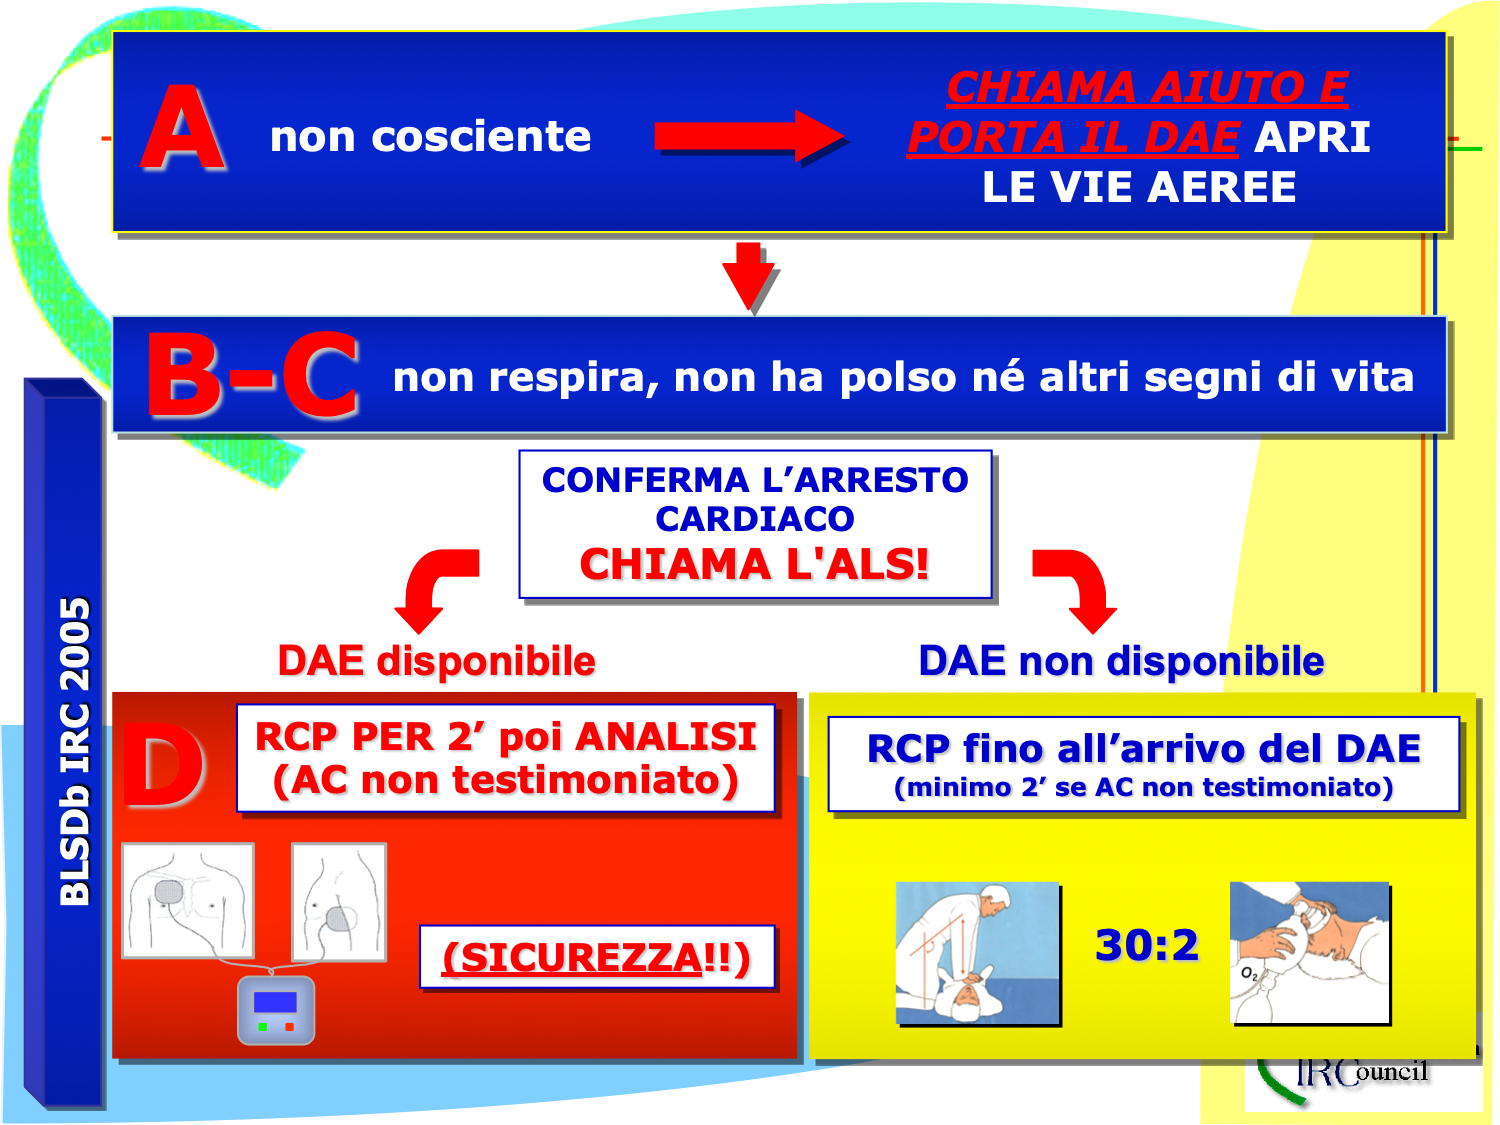 A
non cosciente
CHIAMA AIUTO E
PORTA IL DAE APRI
LE VIE AEREE
B-C
non respira, non ha polso né altri segni di vita
CONFERMA L’ARRESTO
CARDIACO
CHIAMA L'ALS!
DAE disponibile
DAE non disponibile
BLSDb IRC 2005
D
RCP PER 2’ poi ANALISI
(AC non testimoniato)
(SICUREZZA!!)
RCP fino all’arrivo del DAE
(minimo 2’ se AC non testimoniato)
30:2
O2
IRCouncil